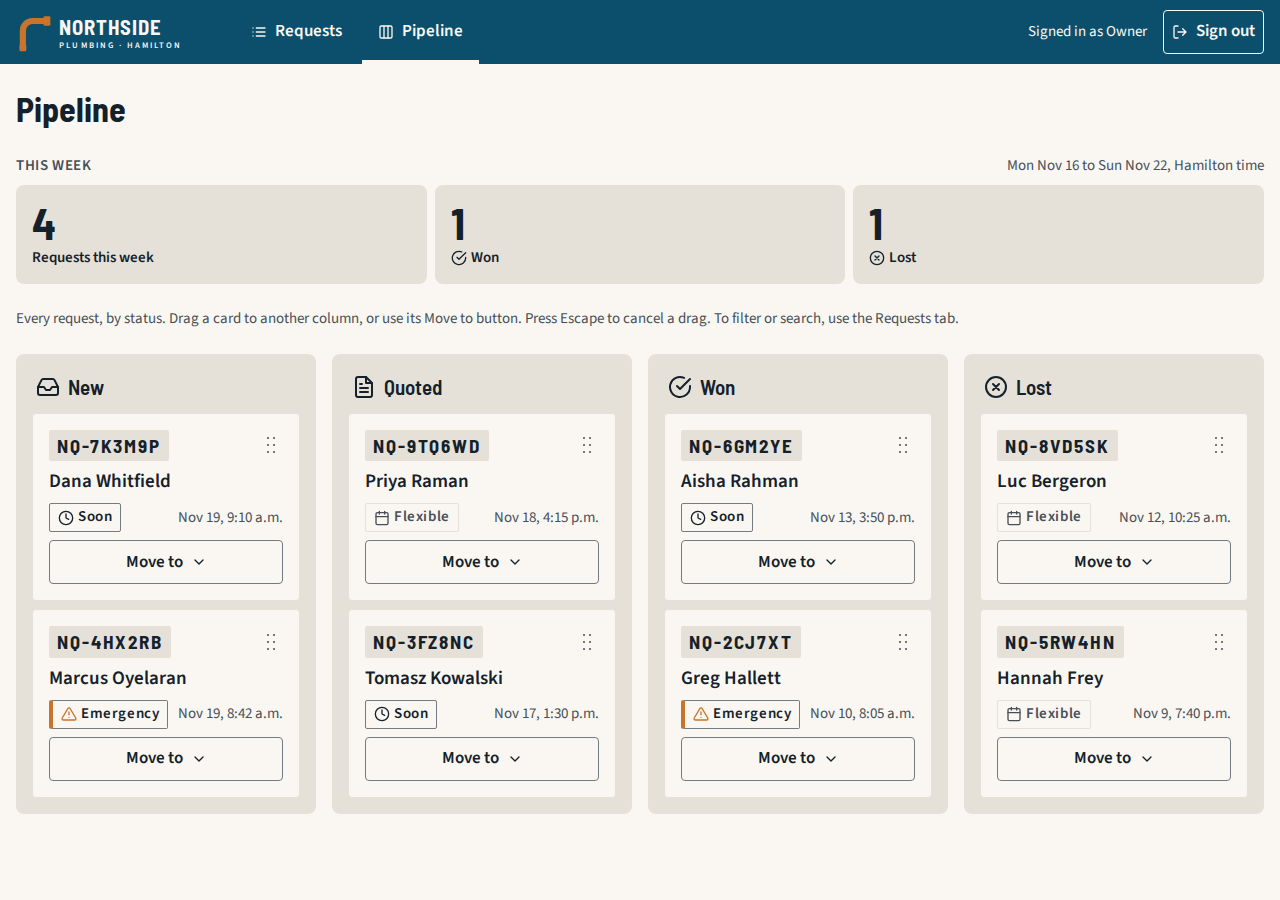 NORTHSIDE
PLUMBING · HAMILTON
Requests
Pipeline
Signed in as Owner
Sign out
Pipeline
THIS WEEK
Mon Nov 16 to Sun Nov 22, Hamilton time
4
Requests this week
1
Won
1
Lost
Every request, by status. Drag a card to another column, or use its Move to button. Press Escape to cancel a drag. To filter or search, use the Requests tab.
New
NQ-7K3M9P
Dana Whitfield
Soon
Nov 19, 9:10 a.m.
Move to
NQ-4HX2RB
Marcus Oyelaran
Emergency
Nov 19, 8:42 a.m.
Move to
Quoted
NQ-9TQ6WD
Priya Raman
Flexible
Nov 18, 4:15 p.m.
Move to
NQ-3FZ8NC
Tomasz Kowalski
Soon
Nov 17, 1:30 p.m.
Move to
Won
NQ-6GM2YE
Aisha Rahman
Soon
Nov 13, 3:50 p.m.
Move to
NQ-2CJ7XT
Greg Hallett
Emergency
Nov 10, 8:05 a.m.
Move to
Lost
NQ-8VD5SK
Luc Bergeron
Flexible
Nov 12, 10:25 a.m.
Move to
NQ-5RW4HN
Hannah Frey
Flexible
Nov 9, 7:40 p.m.
Move to